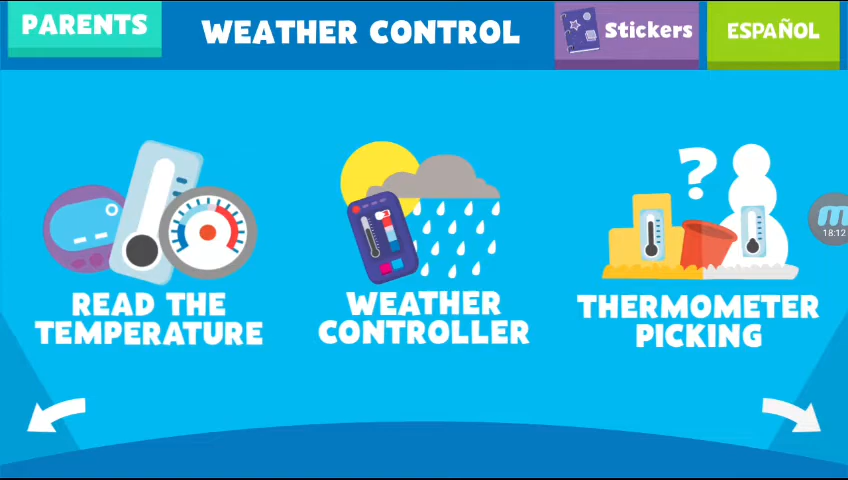 PARENTS
WEATHER CONTROL
Stickers
ESPAÑOL
?
18:12
READ THE
TEMPERATURE
WEATHER
CONTROLLER
THERMOMETER
PICKING